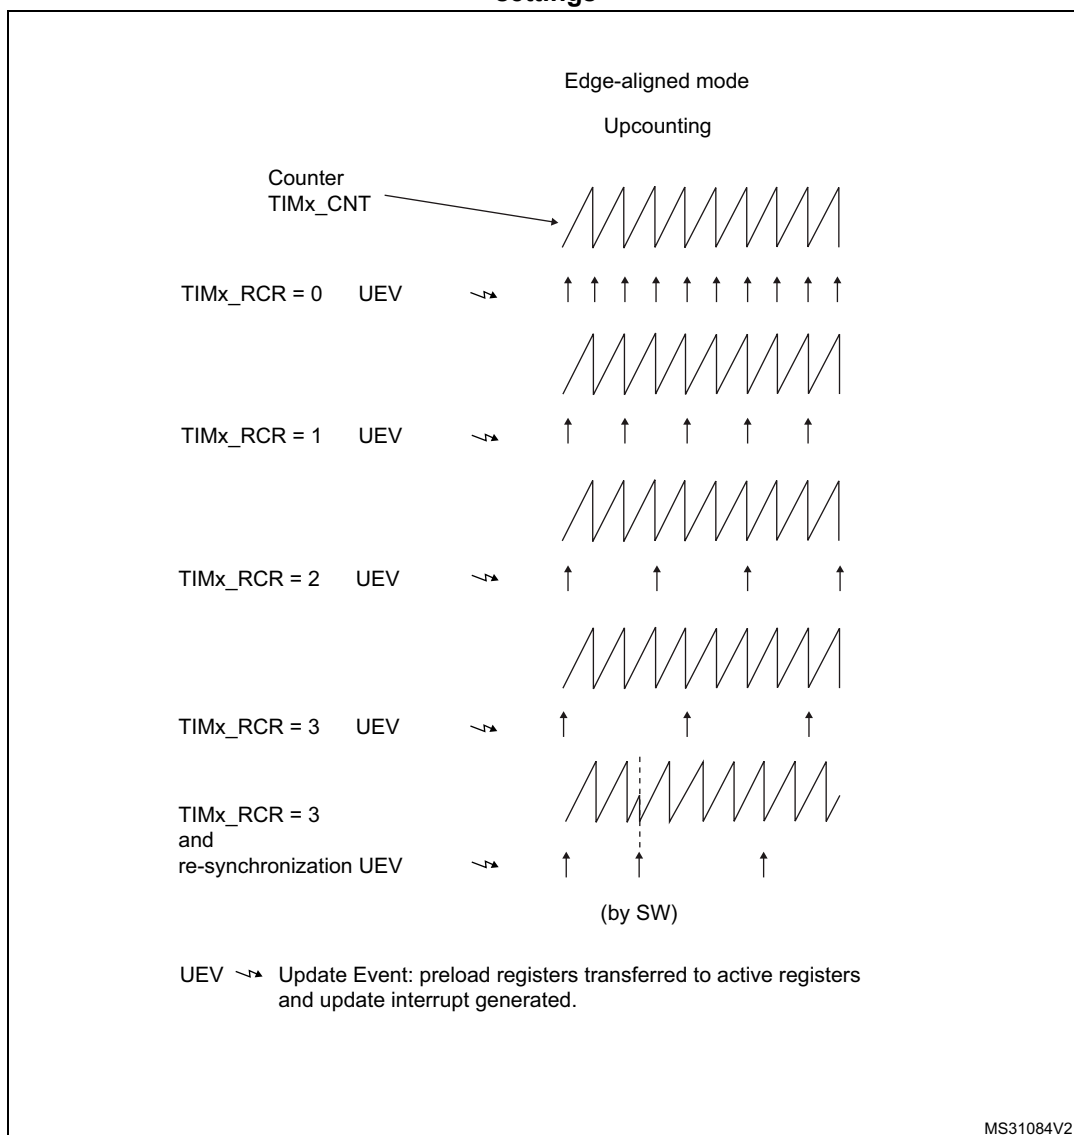 settings
Edge-aligned mode
Upcounting
Counter
TIMx_CNT
TIMx_RCR = 0 UEV
TIMx_RCR = 1 UEV
TIMx_RCR = 2 UEV
TIMx_RCR = 3 UEV
TIMx_RCR = 3
and
re-synchronization UEV
(by SW)
UEV Update Event: preload registers transferred to active registers
and update interrupt generated.
MS31084V2